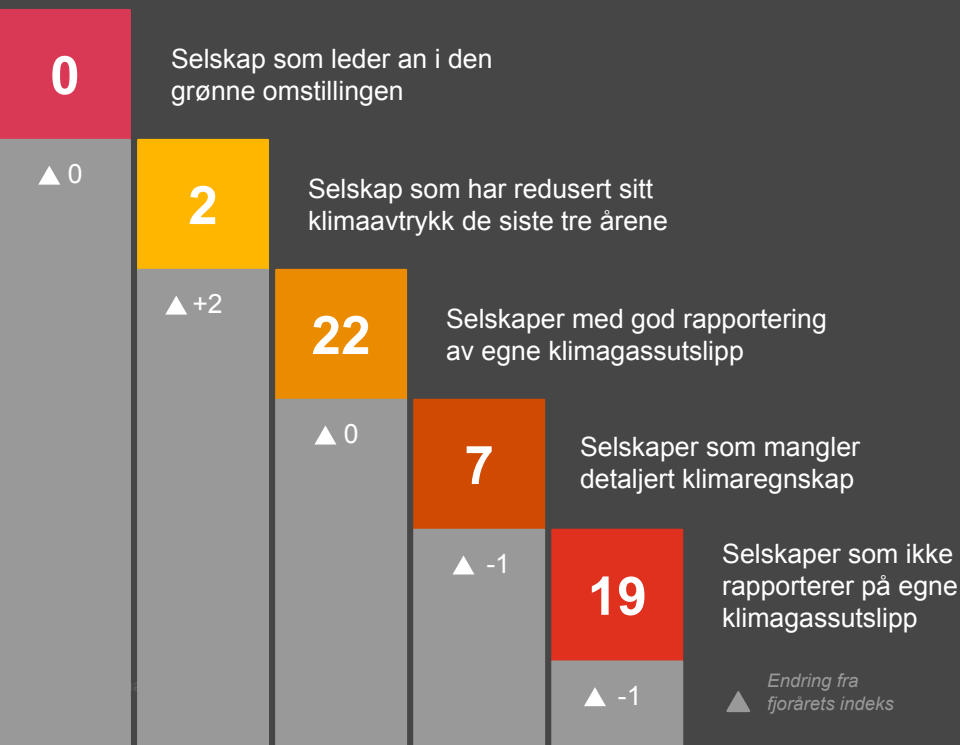 0
Selskap som leder an i den
grønne omstillingen
▲ 0
2
Selskap som har redusert sitt
klimaavtrykk de siste tre årene
▲ +2
22
Selskaper med god rapportering
av egne klimagassutslipp
▲ 0
7
Selskaper som mangler
detaljert klimaregnskap
▲ -1
19
Selskaper som ikke
rapporterer på egne
klimagassutslipp
▲ -1
▲ Endring fra
fjorårets indeks